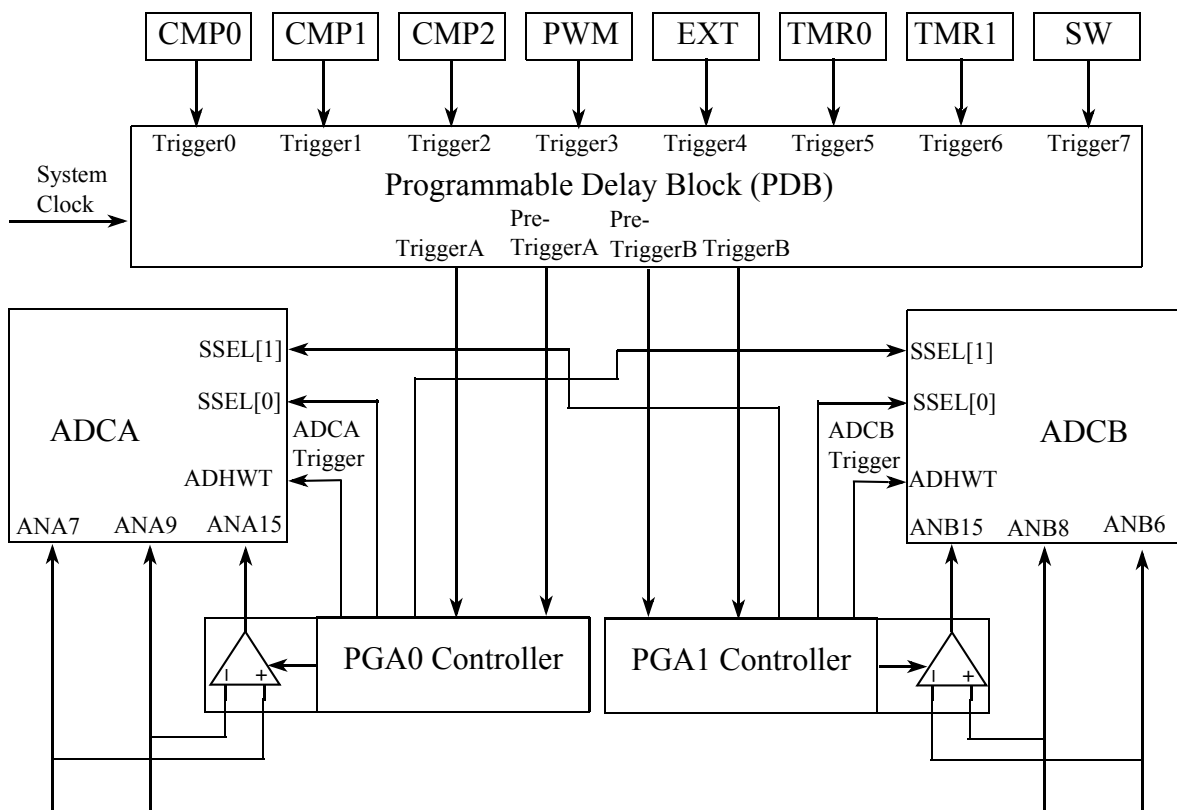 CMP0 CMP1 CMP2 PWM EXT TMR0 TMR1 SW
Trigger0 Trigger1 Trigger2 Trigger3 Trigger4 Trigger5 Trigger6 Trigger7
System
Clock
Programmable Delay Block (PDB)
TriggerA
Pre-
TriggerA
Pre-
TriggerB
TriggerB
SSEL[1]
SSEL[0]
ADCA
ADCA
Trigger
ADHWT
ANA7 ANA9 ANA15
SSEL[1]
SSEL[0]
ADCB
Trigger
ADCB
ADHWT
ANB15 ANB8 ANB6
PGA0 Controller
PGA1 Controller
– +
– +